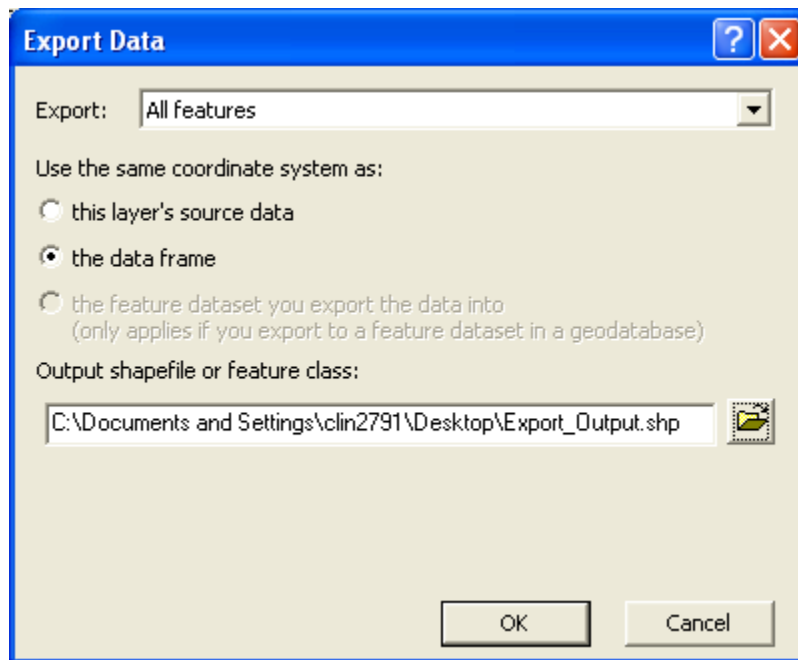 Export Data
Export: All features
Use the same coordinate system as:
this layer's source data
the data frame
the feature dataset you export the data into
(only applies if you export to a feature dataset in a geodatabase)
Output shapefile or feature class:
C:\Documents and Settings\clin2791\Desktop\Export_Output.shp
OK Cancel